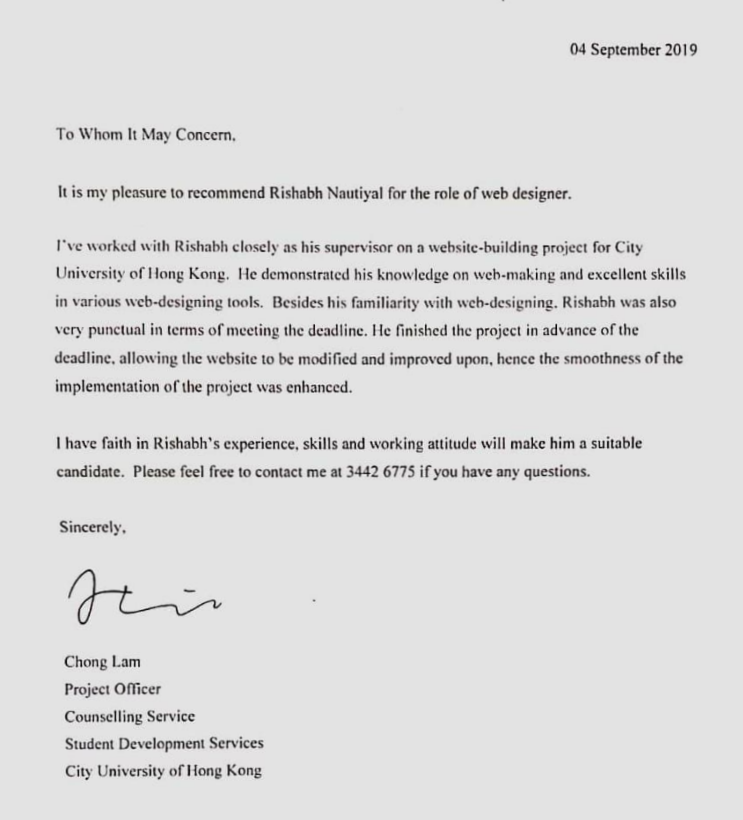 04 September 2019
To Whom It May Concern,
It is my pleasure to recommend Rishabh Nautiyal for the role of web designer.
I've worked with Rishabh closely as his supervisor on a website-building project for City
University of Hong Kong.  He demonstrated his knowledge on web-making and excellent skills
in various web-designing tools.  Besides his familiarity with web-designing, Rishabh was also
very punctual in terms of meeting the deadline. He finished the project in advance of the
deadline, allowing the website to be modified and improved upon, hence the smoothness of the
implementation of the project was enhanced.
I have faith in Rishabh's experience, skills and working attitude will make him a suitable
candidate.  Please feel free to contact me at 3442 6775 if you have any questions.
Sincerely,
Chong Lam
Project Officer
Counselling Service
Student Development Services
City University of Hong Kong